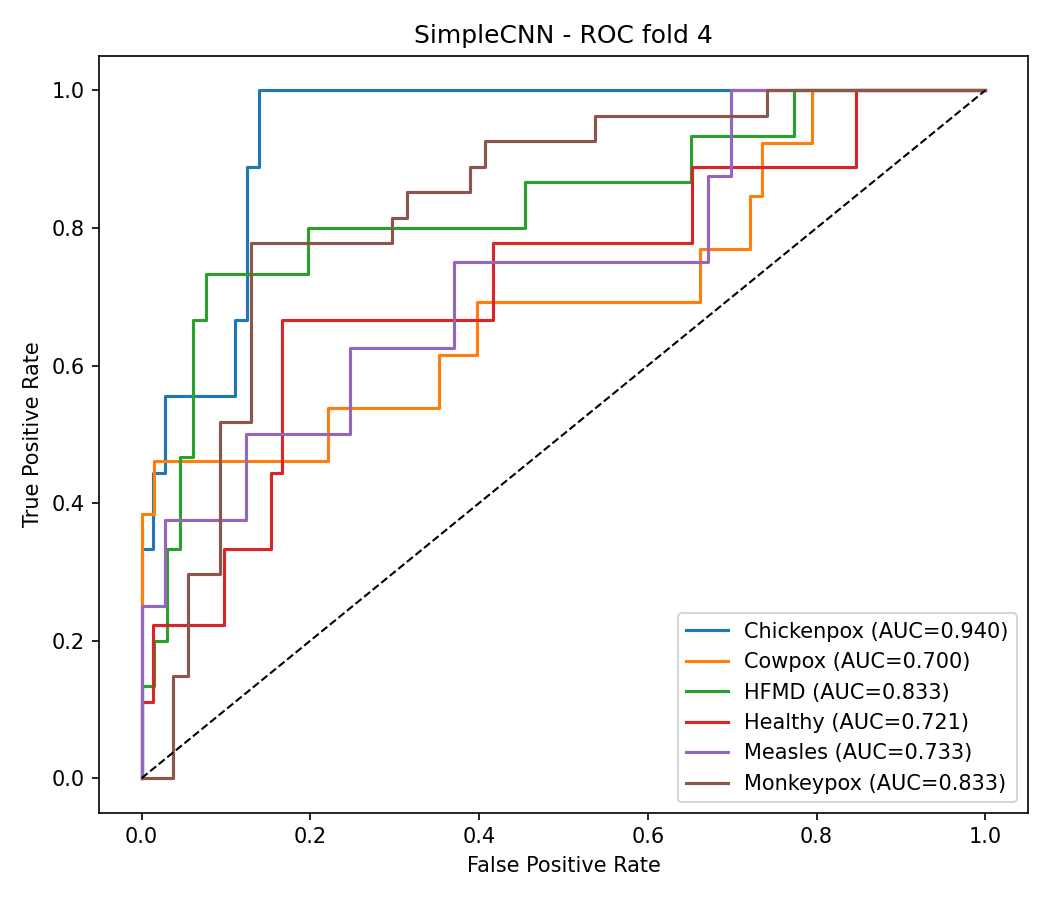 SimpleCNN - ROC fold 4
1.0
0.8
0.6
0.4
0.2
0.0
True Positive Rate
0.0 0.2 0.4 0.6 0.8 1.0
False Positive Rate
Chickenpox (AUC=0.940)
Cowpox (AUC=0.700)
HFMD (AUC=0.833)
Healthy (AUC=0.721)
Measles (AUC=0.733)
Monkeypox (AUC=0.833)